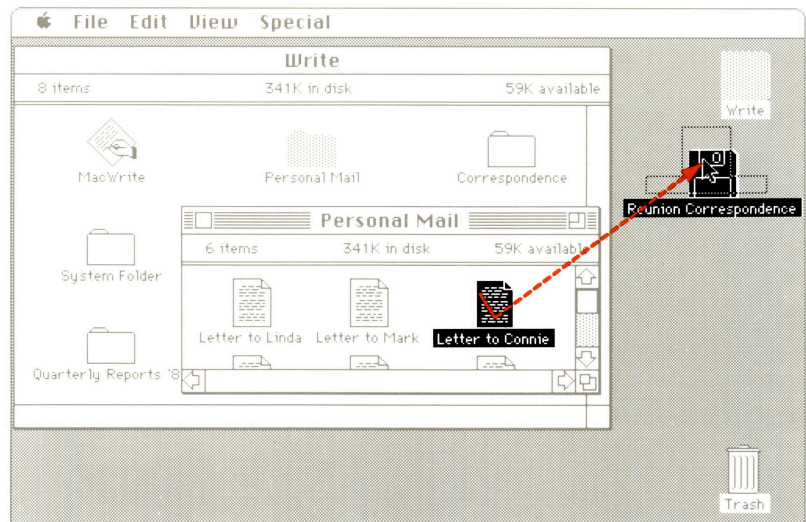 File Edit View Special
Write
8 items 341K in disk 59K available
Write
MacWrite Personal Mail Correspondence
Reunion Correspondence
Personal Mail
6 items 341K in disk 59K available
System Folder
Letter to Linda Letter to Mark Letter to Connie
Quarterly Reports '8
Trash